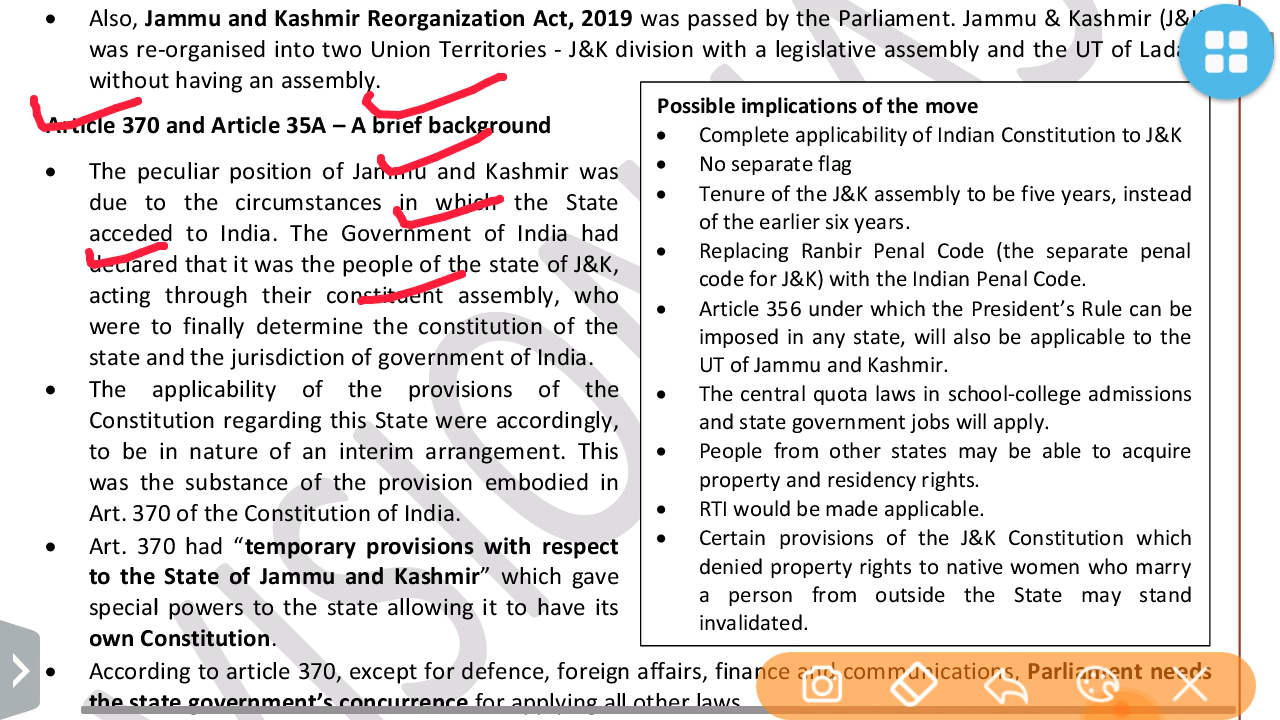 • Also, Jammu and Kashmir Reorganization Act, 2019 was passed by the Parliament. Jammu & Kashmir (J&K
was re-organised into two Union Territories - J&K division with a legislative assembly and the UT of
without having an assembly.
Article 370 and Article 35A – A brief background
• The peculiar position of Jammu and Kashmir was
due to the circumstances in which the State
acceded to India. The Government of India had
declared that it was the people of the state of J&K,
acting through their constituent assembly, who
were to finally determine the constitution of the
state and the jurisdiction of government of India.
• The applicability of the provisions of the
Constitution regarding this State were accordingly,
to be in nature of an interim arrangement. This
was the substance of the provision embodied in
Art. 370 of the Constitution of India.
• Art. 370 had “temporary provisions with respect
to the State of Jammu and Kashmir” which gave
special powers to the state allowing it to have its
own Constitution.
Possible implications of the move
• Complete applicability of Indian Constitution to J&K
• No separate flag
• Tenure of the J&K assembly to be five years, instead
of the earlier six years.
• Replacing Ranbir Penal Code (the separate penal
code for J&K) with the Indian Penal Code.
• Article 356 under which the President’s Rule can be
imposed in any state, will also be applicable to the
UT of Jammu and Kashmir.
• The central quota laws in school-college admissions
and state government jobs will apply.
• People from other states may be able to acquire
property and residency rights.
• RTI would be made applicable.
• Certain provisions of the J&K Constitution which
denied property rights to native women who marry
a person from outside the State may stand
invalidated.
• According to article 370, except for defence, foreign affairs, finance and communications, Parliament needs
the state government’s concurrence for applying all other laws.